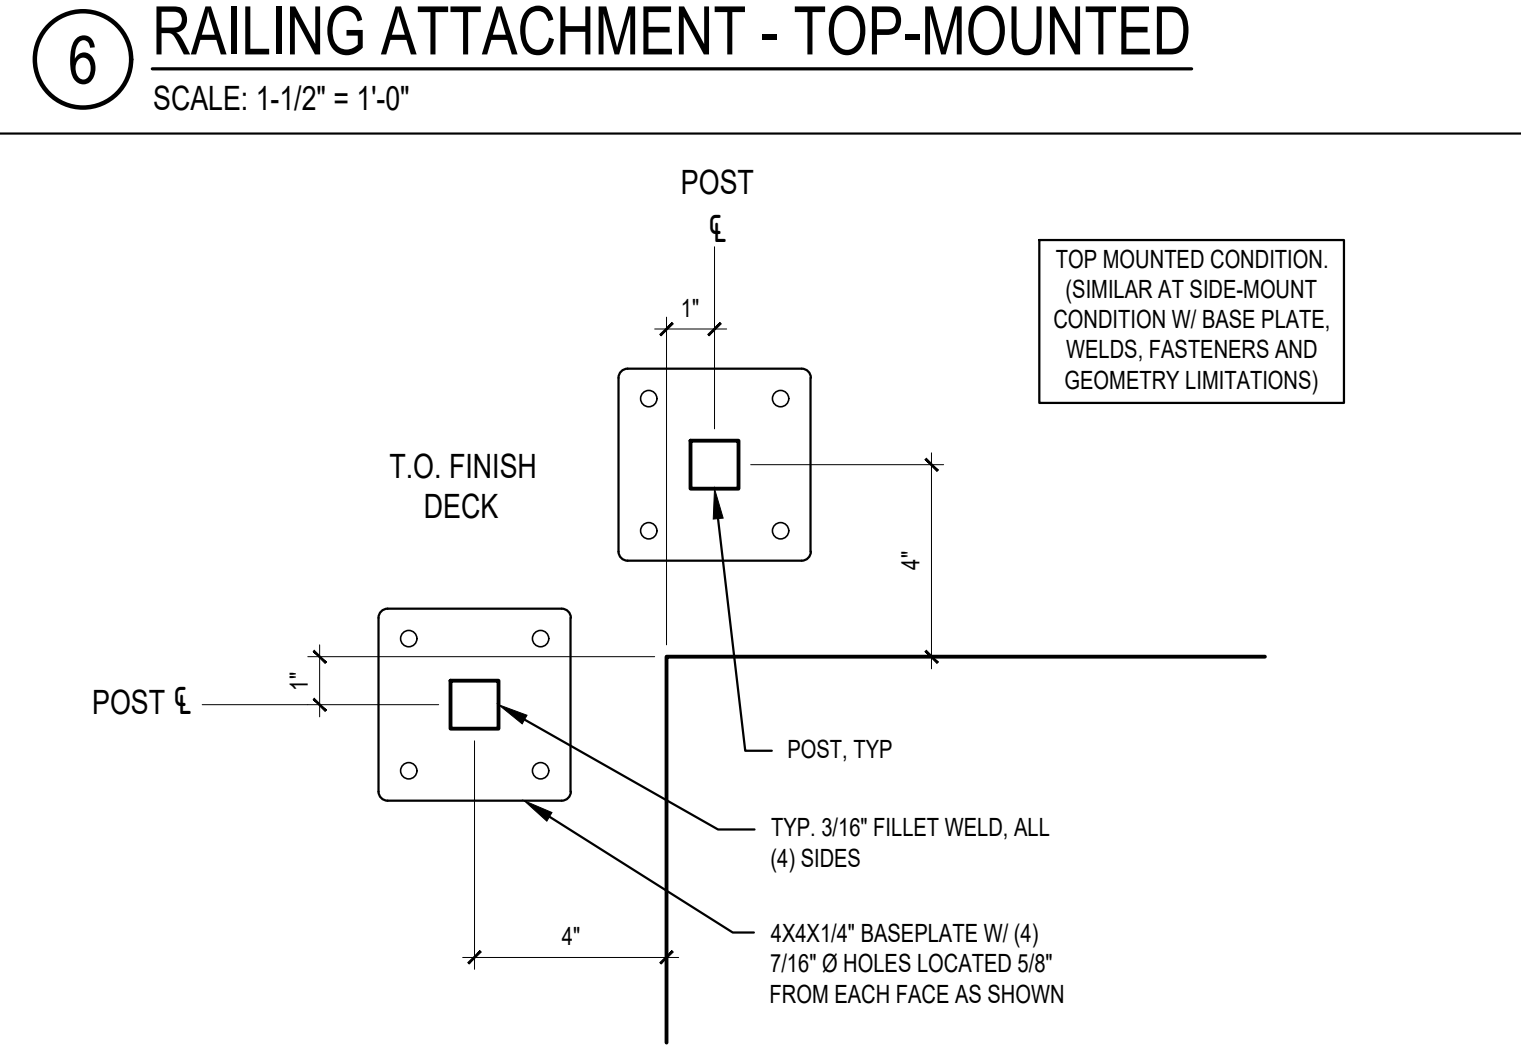 6
RAILING ATTACHMENT - TOP-MOUNTED
SCALE: 1-1/2" = 1'-0"
POST
℄
1"
TOP MOUNTED CONDITION.
(SIMILAR AT SIDE-MOUNT
CONDITION W/ BASE PLATE,
WELDS, FASTENERS AND
GEOMETRY LIMITATIONS)
T.O. FINISH
DECK
4"
1"
POST ℄
POST, TYP
TYP. 3/16" FILLET WELD, ALL
(4) SIDES
4"
4X4X1/4" BASEPLATE W/ (4)
7/16" Ø HOLES LOCATED 5/8"
FROM EACH FACE AS SHOWN